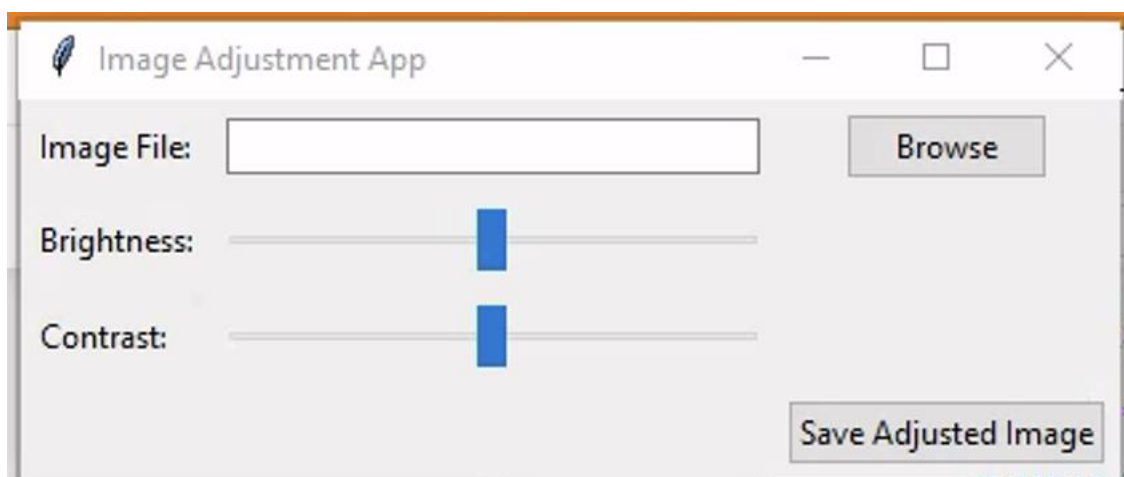 Image Adjustment App
Image File: Browse
Brightness:
Contrast:
Save Adjusted Image